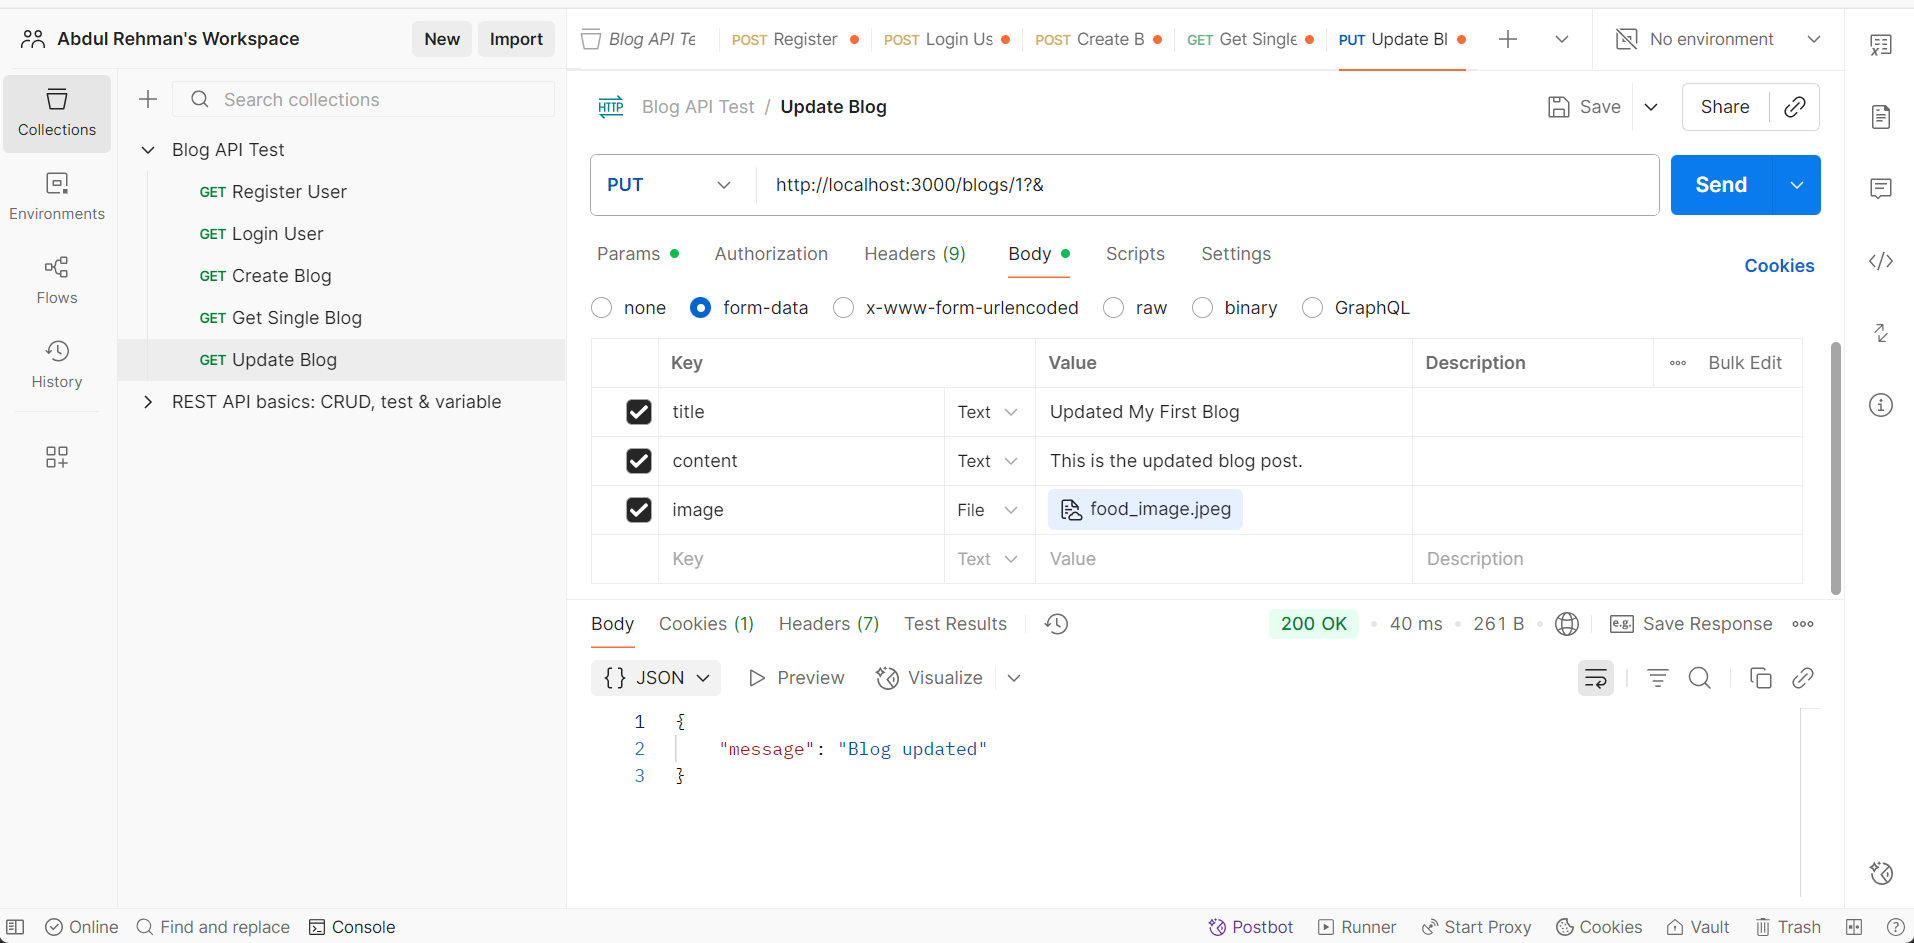 Abdul Rehman's Workspace
New
Import
Blog API Te
POST Register
POST Login Us
POST Create B
GET Get Single
PUT Update Bl
No environment
Collections
Environments
Flows
History
Search collections
Blog API Test
GET Register User
GET Login User
GET Create Blog
GET Get Single Blog
GET Update Blog
REST API basics: CRUD, test & variable
HTTP Blog API Test / Update Blog
Save
Share
PUT
http://localhost:3000/blogs/1?&
Send
Params
Authorization
Headers (9)
Body
Scripts
Settings
Cookies
none
form-data
x-www-form-urlencoded
raw
binary
GraphQL
Key Value Description Bulk Edit
title Text Updated My First Blog
content Text This is the updated blog post.
image File food_image.jpeg
Key Text Value Description
Body
Cookies (1)
Headers (7)
Test Results
200 OK
40 ms
261 B
e.g. Save Response
{} JSON
Preview
Visualize
1 {
2 "message": "Blog updated"
3 }
Online
Find and replace
Console
Postbot
Runner
Start Proxy
Cookies
Vault
Trash